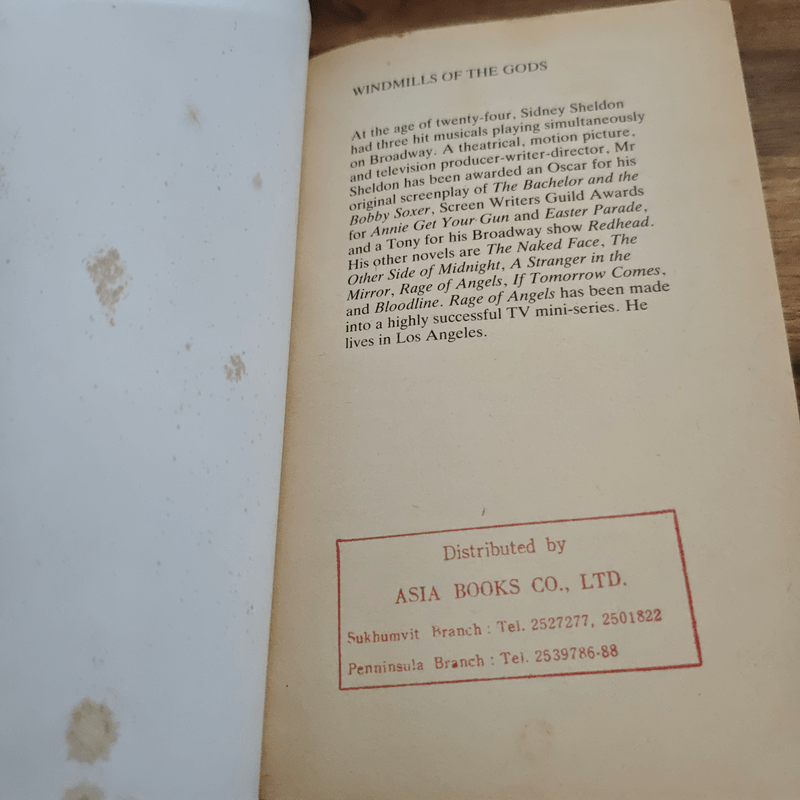 WINDMILLS OF THE GODS
At the age of twenty-four, Sidney Sheldon
had three hit musicals playing simultaneously
on Broadway. A theatrical, motion picture,
and television producer-writer-director, Mr
Sheldon has been awarded an Oscar for his
original screenplay of The Bachelor and the
Bobby Soxer, Screen Writers Guild Awards
for Annie Get Your Gun and Easter Parade,
and a Tony for his Broadway show Redhead.
His other novels are The Naked Face, The
Other Side of Midnight, A Stranger in the
Mirror, Rage of Angels, If Tomorrow Comes,
and Bloodline. Rage of Angels has been made
into a highly successful TV mini-series. He
lives in Los Angeles.
Distributed by
ASIA BOOKS CO., LTD.
Sukhumvit Branch : Tel. 2527277, 2501822
Penninsula Branch : Tel. 2539786-88